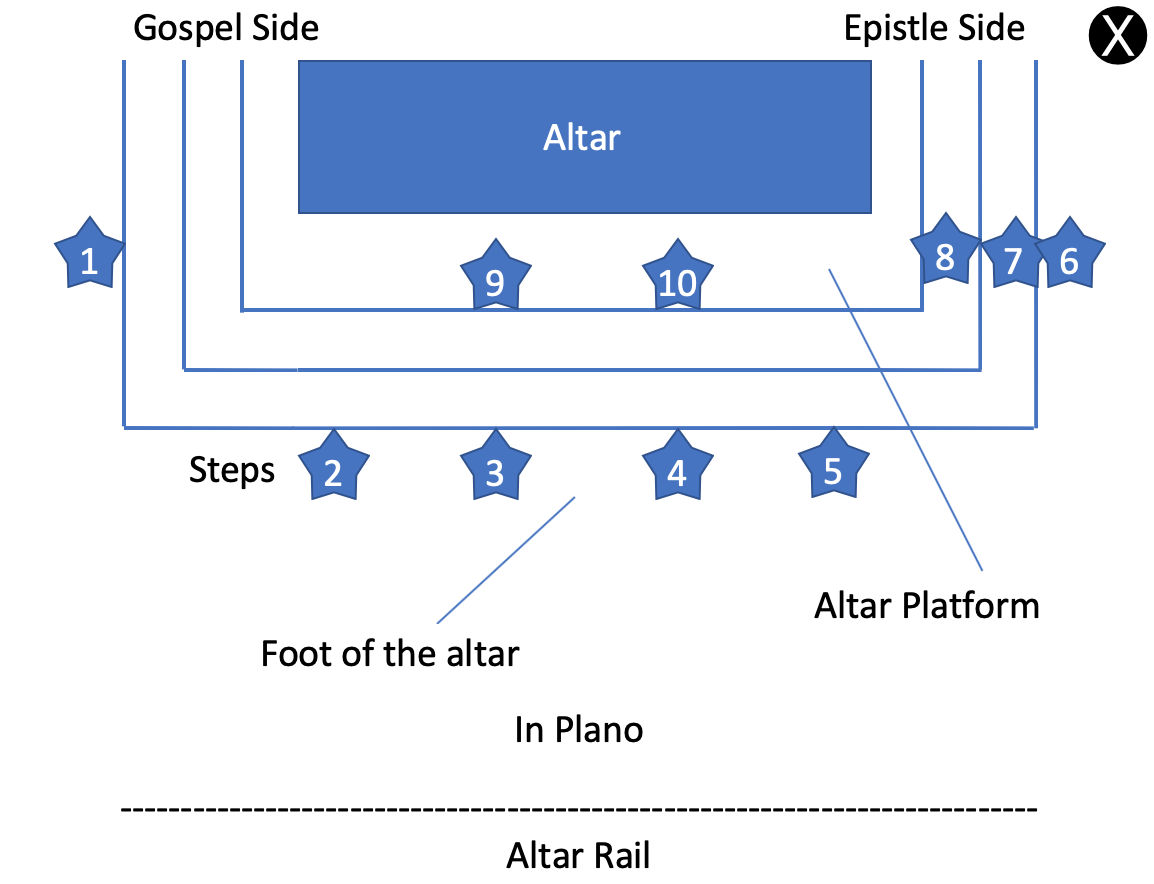 Gospel Side
Epistle Side
X
Altar
1
9
10
8
7
6
Steps
2
3
4
5
Altar Platform
Foot of the altar
In Plano
Altar Rail